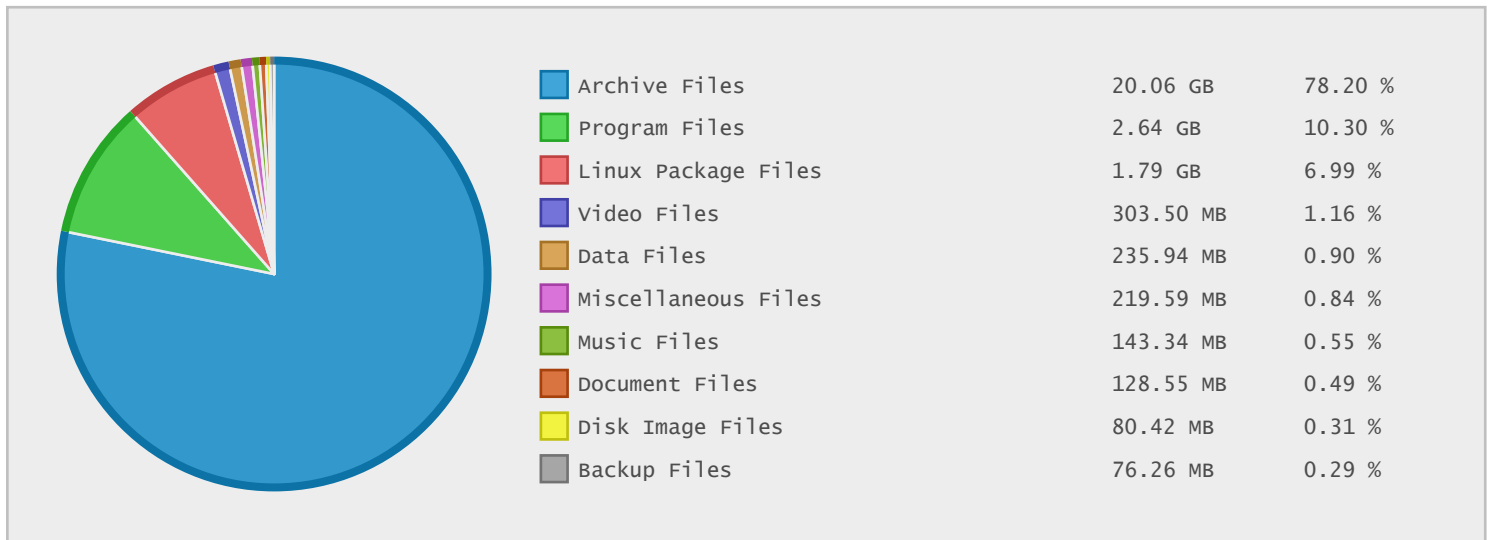 Archive Files 20.06 GB 78.20 %
Program Files 2.64 GB 10.30 %
Linux Package Files 1.79 GB 6.99 %
Video Files 303.50 MB 1.16 %
Data Files 235.94 MB 0.90 %
Miscellaneous Files 219.59 MB 0.84 %
Music Files 143.34 MB 0.55 %
Document Files 128.55 MB 0.49 %
Disk Image Files 80.42 MB 0.31 %
Backup Files 76.26 MB 0.29 %